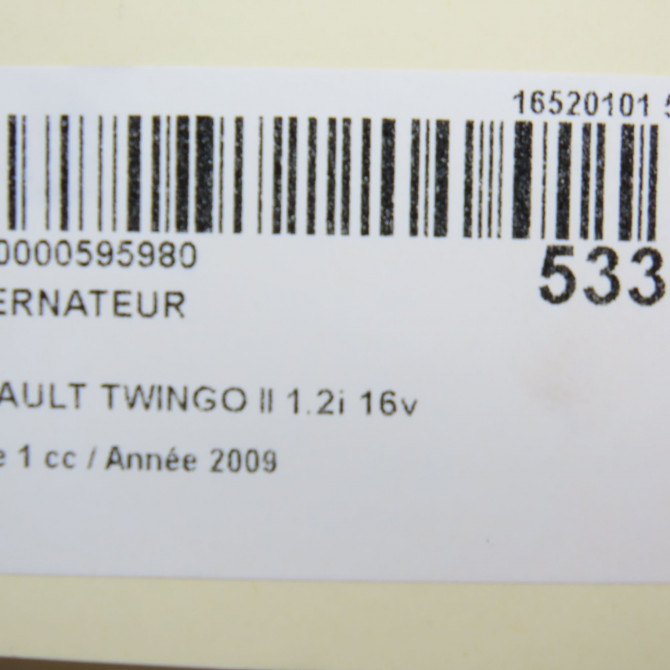 16520101 5
0000595980
533
ERNATEUR
AULT TWINGO II 1.2i 16v
e 1 cc / Année 2009